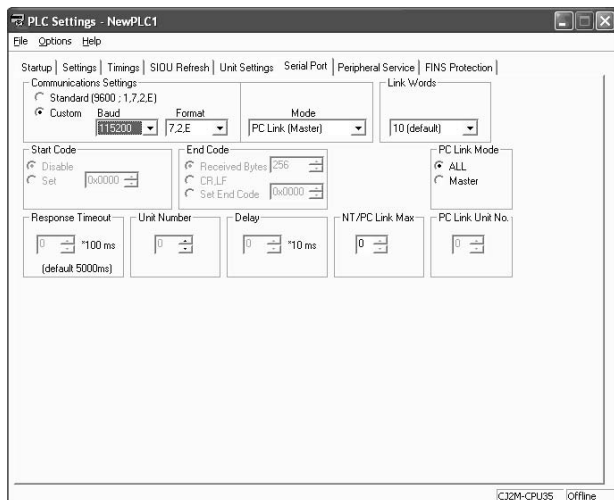 PLC Settings - NewPLC1
File Options Help
Startup Settings Timings SIOU Refresh Unit Settings Serial Port Peripheral Service FINS Protection
Communications Settings
Link Words
Standard (9600 ; 1,7,2,E)
Custom Baud Format Mode
115200 7,2,E PC Link (Master) 10 (default)
Start Code End Code PC Link Mode
Disable Received Bytes 256 ALL
Set 0x0000 CR,LF Master
Set End Code 0x0000
Response Timeout Unit Number Delay NT/PC Link Max PC Link Unit No.
0 *100 ms 0 0 *10 ms 0 0
(default 5000ms)
CJ2M-CPU35 Offline